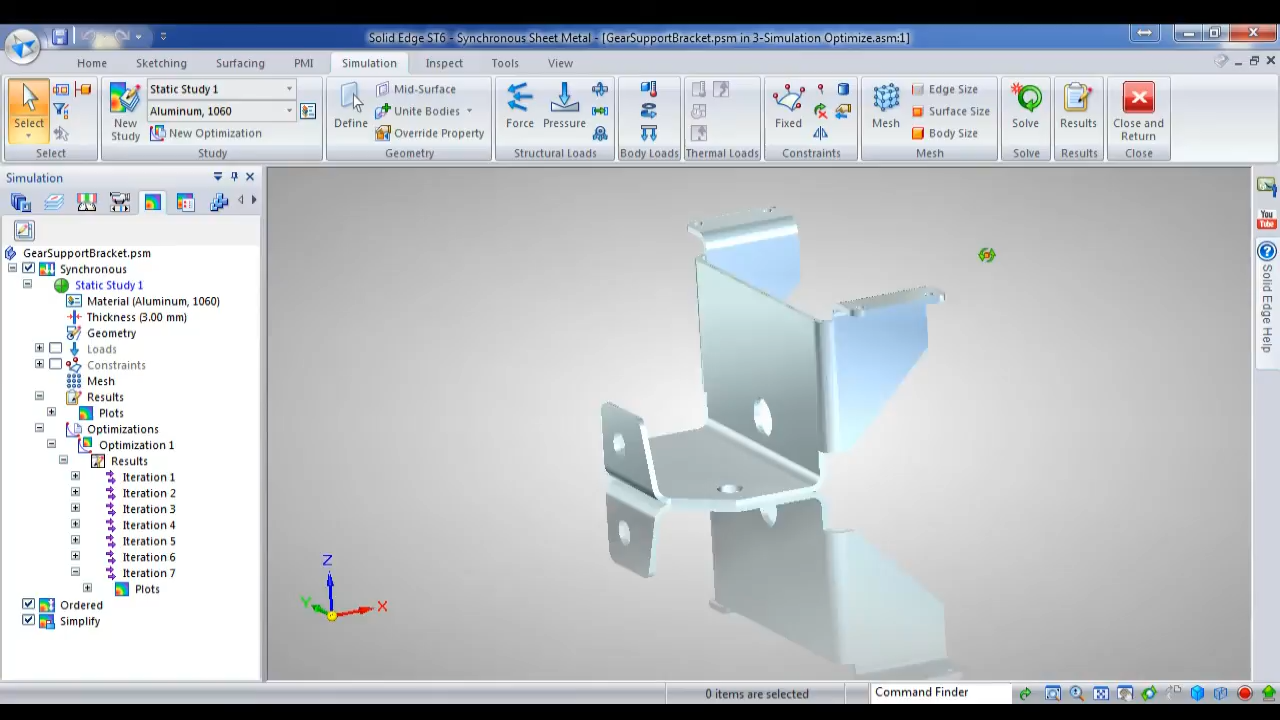 Solid Edge ST6 - Synchronous Sheet Metal - [GearSupportBracket.psm in 3-Simulation Optimize.asm:1]
Home Sketching Surfacing PMI Simulation Inspect Tools View
Select
Select
New Study
Static Study 1
Aluminum, 1060
New Optimization
Study
Define
Mid-Surface
Unite Bodies
Override Property
Geometry
Force
Pressure
Structural Loads
Body Loads
Thermal Loads
Fixed
Constraints
Mesh
Edge Size
Surface Size
Body Size
Mesh
Solve
Solve
Results
Results
Close and Return
Close
Simulation
GearSupportBracket.psm
Synchronous
Static Study 1
Material (Aluminum, 1060)
Thickness (3.00 mm)
Geometry
Loads
Constraints
Mesh
Results
Plots
Optimizations
Optimization 1
Results
Iteration 1
Iteration 2
Iteration 3
Iteration 4
Iteration 5
Iteration 6
Iteration 7
Plots
Ordered
Simplify
Z
Y
X
You Tube
Solid Edge Help
0 items are selected
Command Finder